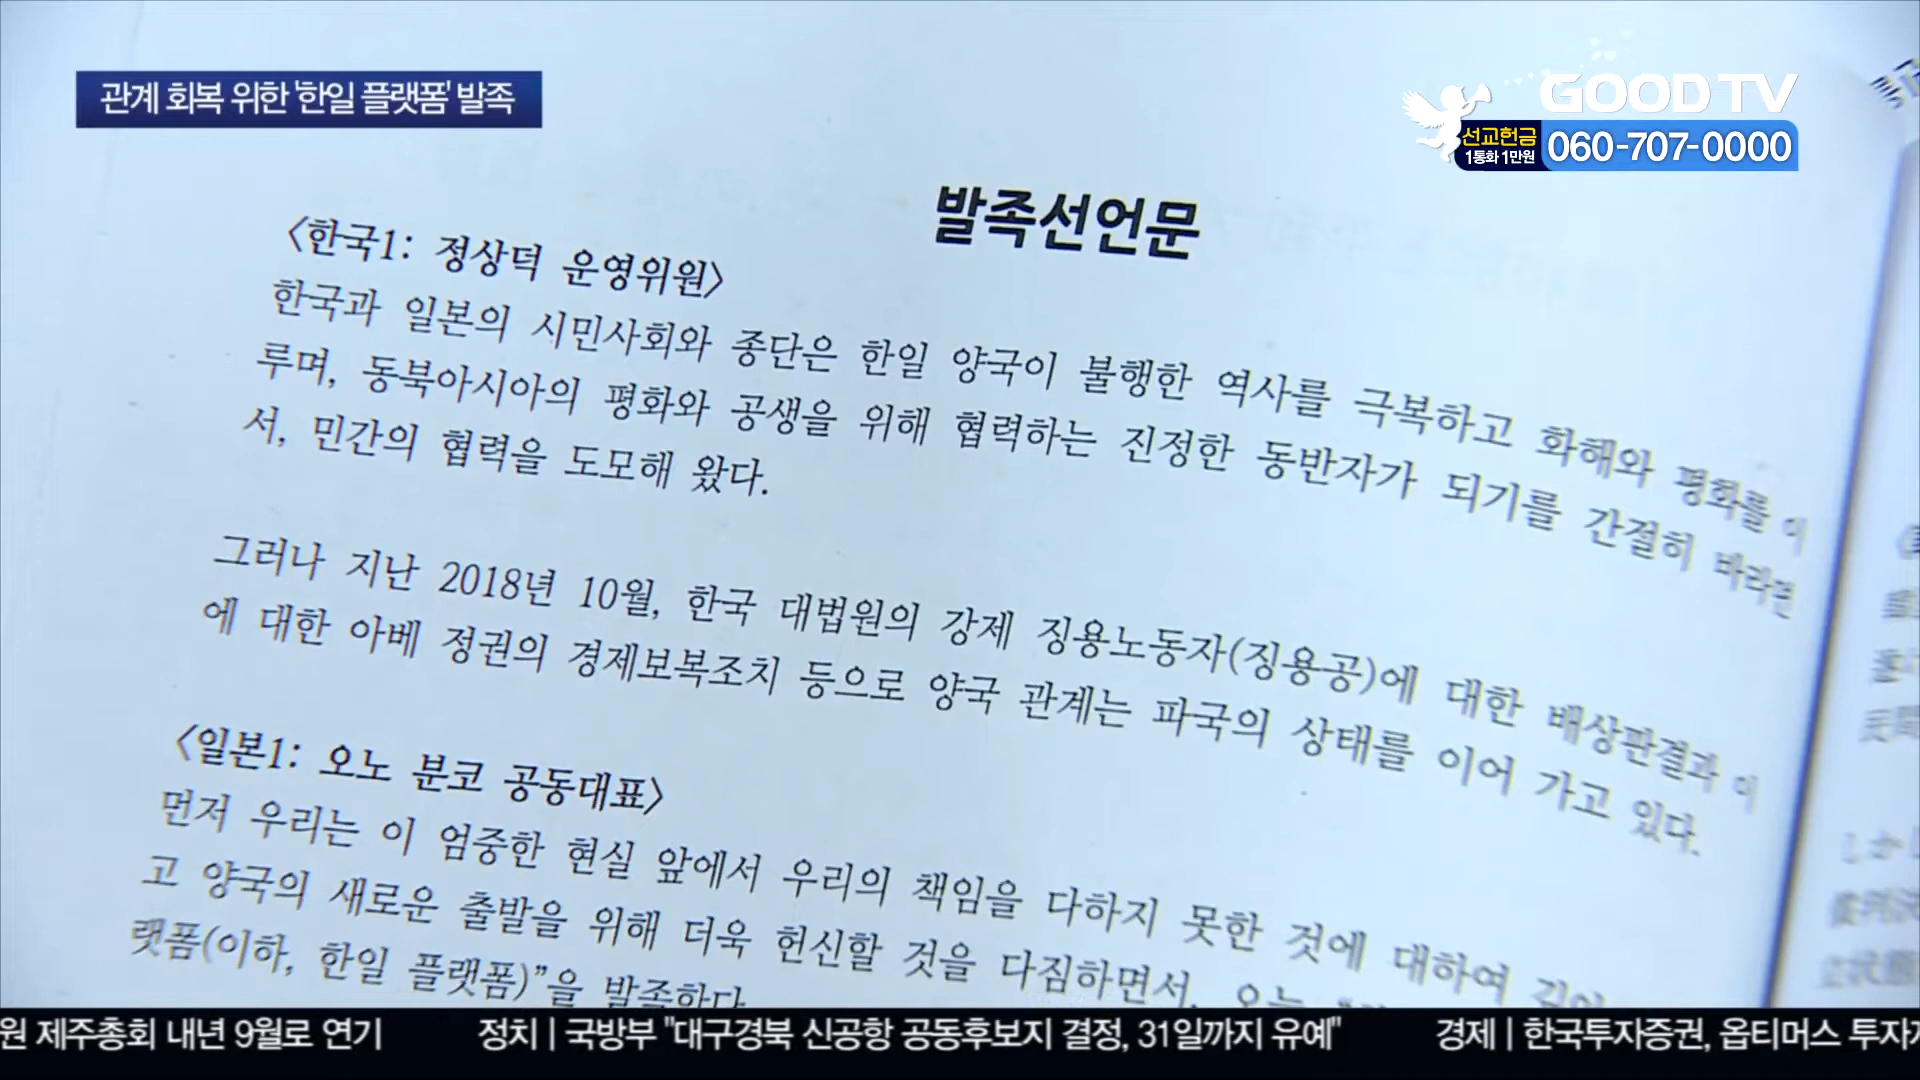 관계 회복 위한 '한일 플랫폼' 발족
GOODTV
선교헌금
1통화 1만원
060-707-0000
발족선언문
<한국1: 정상덕 운영위원>
한국과 일본의 시민사회와 종단은 한일 양국이 불행한 역사를 극복하고 화해와 평화를 이
루며, 동북아시아의 평화와 공생을 위해 협력하는 진정한 동반자가 되기를 간절히 바라면
서, 민간의 협력을 도모해 왔다.
그러나 지난 2018년 10월, 한국 대법원의 강제 징용노동자(징용공)에 대한 배상판결과 이
에 대한 아베 정권의 경제보복조치 등으로 양국 관계는 파국의 상태를 이어 가고 있다.
<일본1: 오노 분코 공동대표>
먼저 우리는 이 엄중한 현실 앞에서 우리의 책임을 다하지 못한 것에 대하여
고 양국의 새로운 출발을 위해 더욱 헌신할 것을 다짐하면서, 오늘
랫폼(이하, 한일 플랫폼)"을 발족한다
원 제주총회 내년 9월로 연기
정치 | 국방부 "대구경북 신공항 공동후보지 결정, 31일까지 유예"
경제 | 한국투자증권, 옵티머스 투자